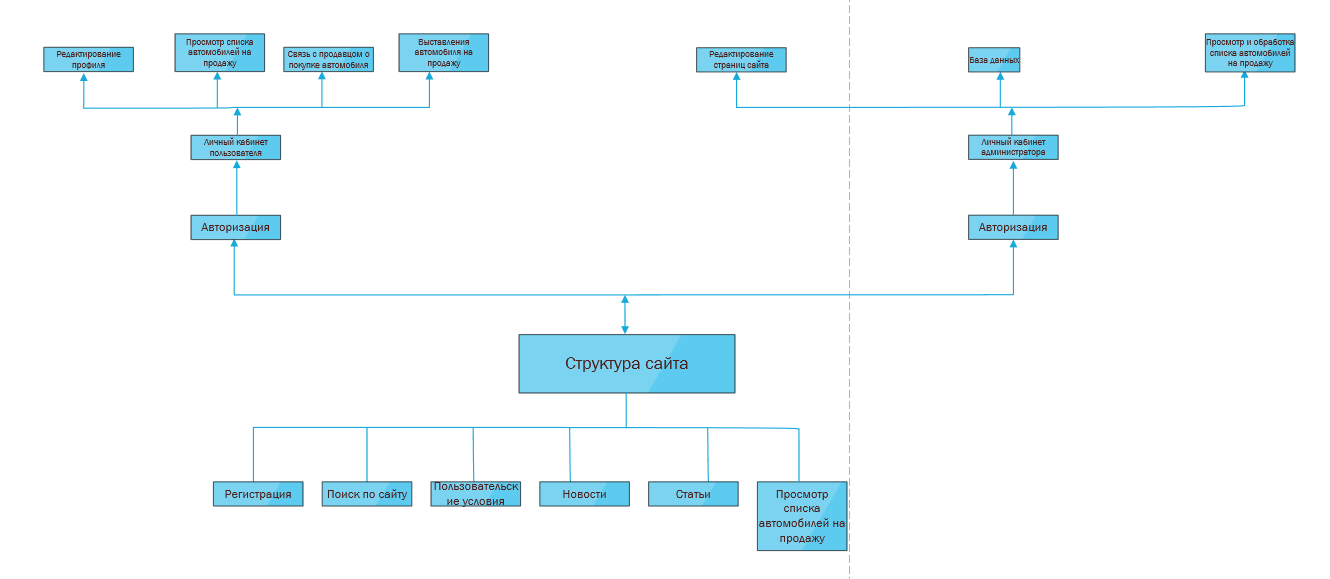 Редактирование
профиля
Просмотр списка
автомобилей на
продажу
Связь с продавцом о
покупке автомобиля
Выставления
автомобиля на
продажу
Редактирование
страниц сайта
База данных
Просмотр и обработка
списка автомобилей
на продажу
Личный кабинет
пользователя
Личный кабинет
администратора
Авторизация
Авторизация
Структура сайта
Регистрация
Поиск по сайту
Пользовательск
ие условия
Новости
Статьи
Просмотр
списка
автомобилей на
продажу